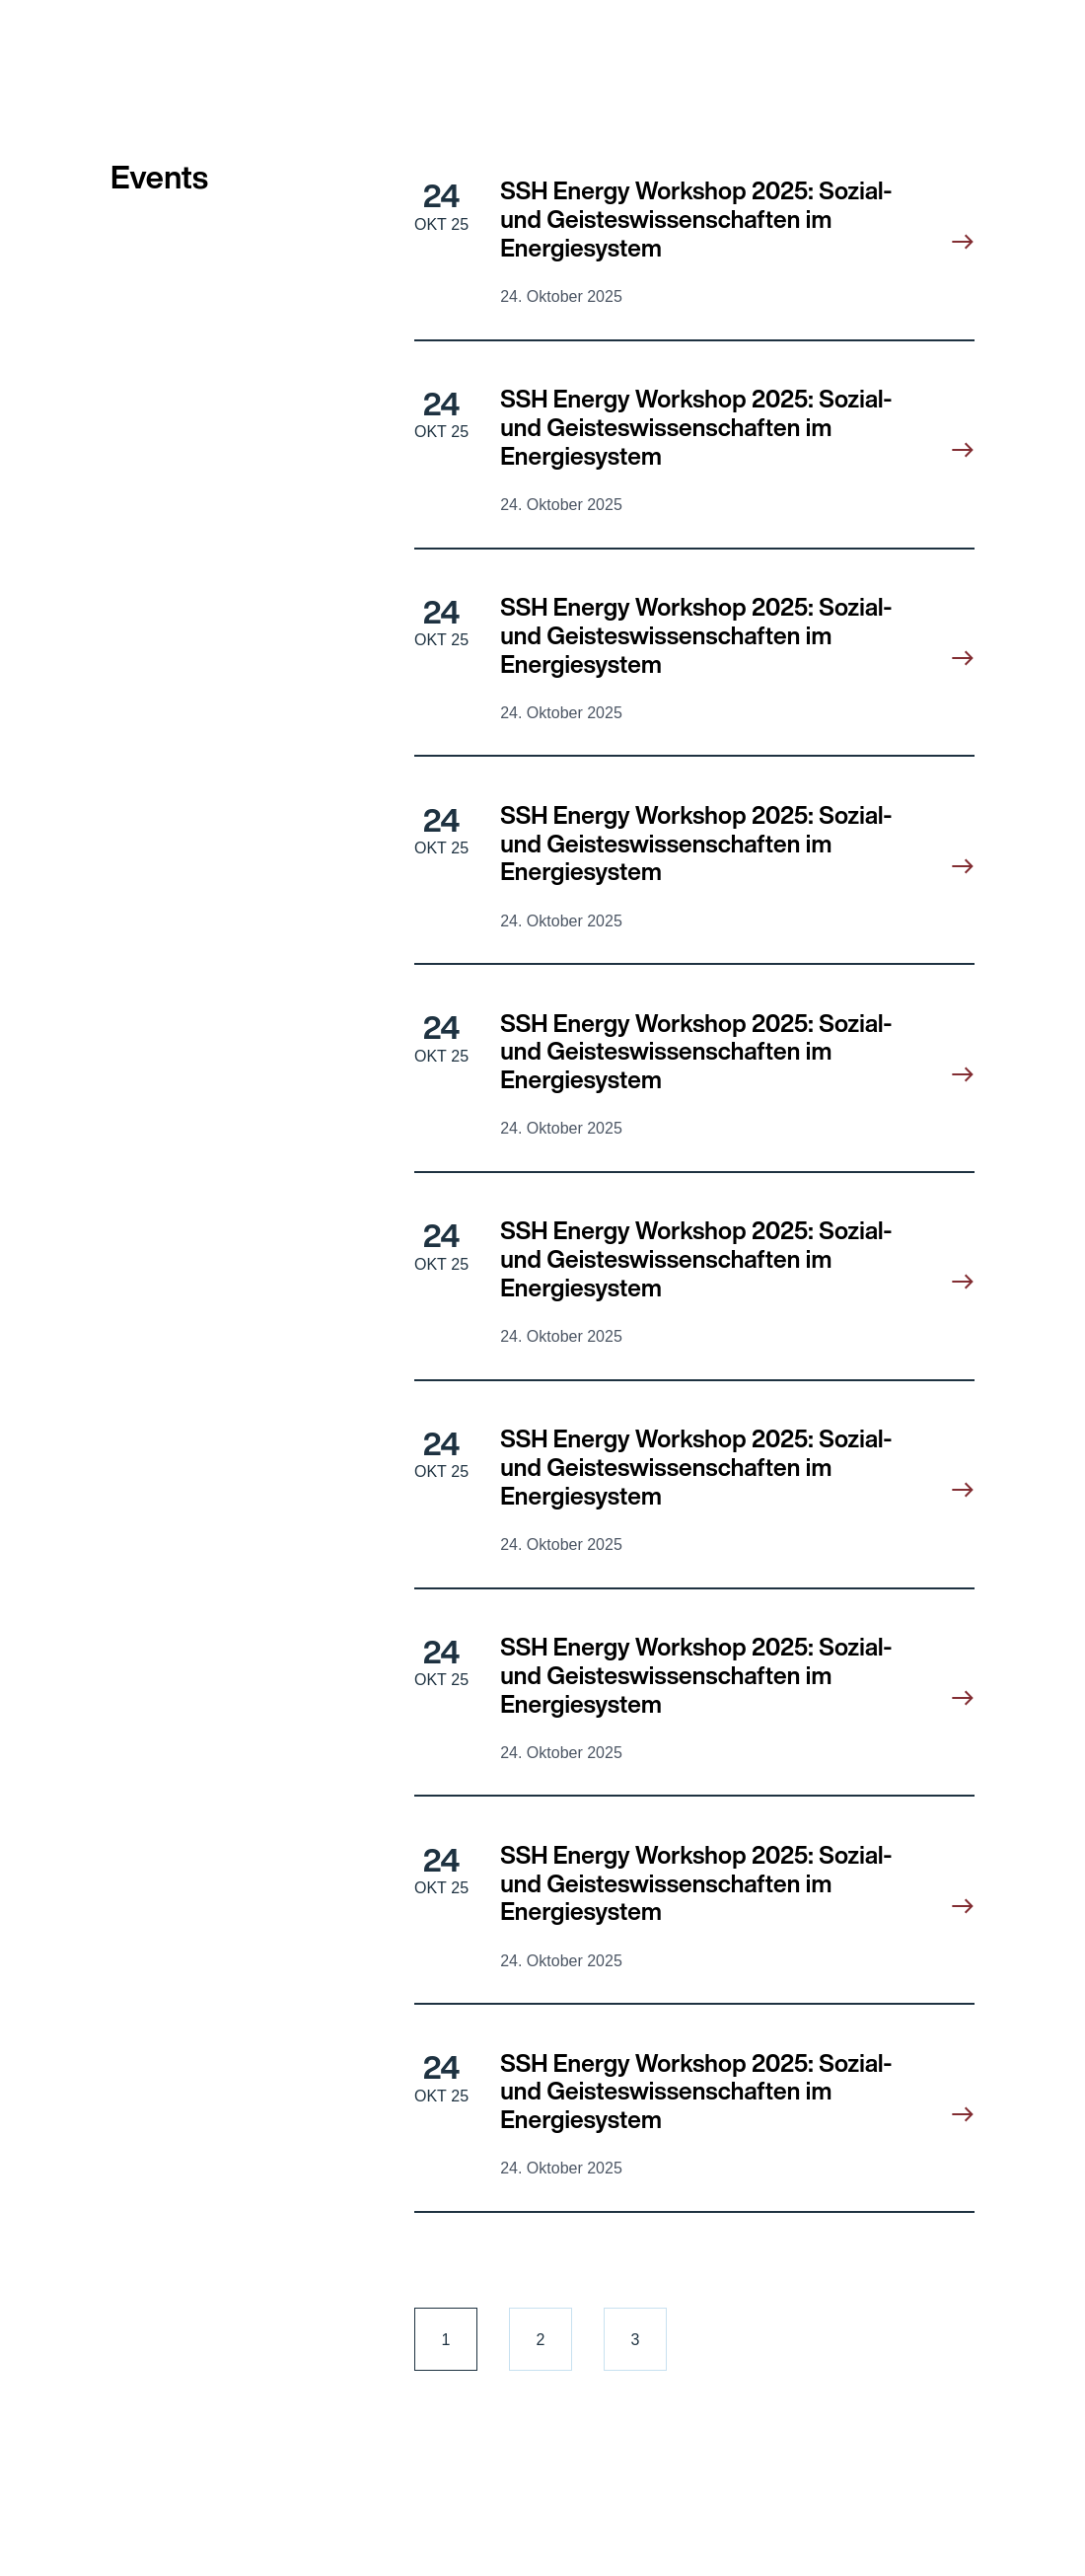 Events
24
OKT 25
SSH Energy Workshop 2025: Sozial-
und Geisteswissenschaften im
Energiesystem
24. Oktober 2025
24
OKT 25
SSH Energy Workshop 2025: Sozial-
und Geisteswissenschaften im
Energiesystem
24. Oktober 2025
24
OKT 25
SSH Energy Workshop 2025: Sozial-
und Geisteswissenschaften im
Energiesystem
24. Oktober 2025
24
OKT 25
SSH Energy Workshop 2025: Sozial-
und Geisteswissenschaften im
Energiesystem
24. Oktober 2025
24
OKT 25
SSH Energy Workshop 2025: Sozial-
und Geisteswissenschaften im
Energiesystem
24. Oktober 2025
24
OKT 25
SSH Energy Workshop 2025: Sozial-
und Geisteswissenschaften im
Energiesystem
24. Oktober 2025
24
OKT 25
SSH Energy Workshop 2025: Sozial-
und Geisteswissenschaften im
Energiesystem
24. Oktober 2025
24
OKT 25
SSH Energy Workshop 2025: Sozial-
und Geisteswissenschaften im
Energiesystem
24. Oktober 2025
24
OKT 25
SSH Energy Workshop 2025: Sozial-
und Geisteswissenschaften im
Energiesystem
24. Oktober 2025
24
OKT 25
SSH Energy Workshop 2025: Sozial-
und Geisteswissenschaften im
Energiesystem
24. Oktober 2025
1 2 3